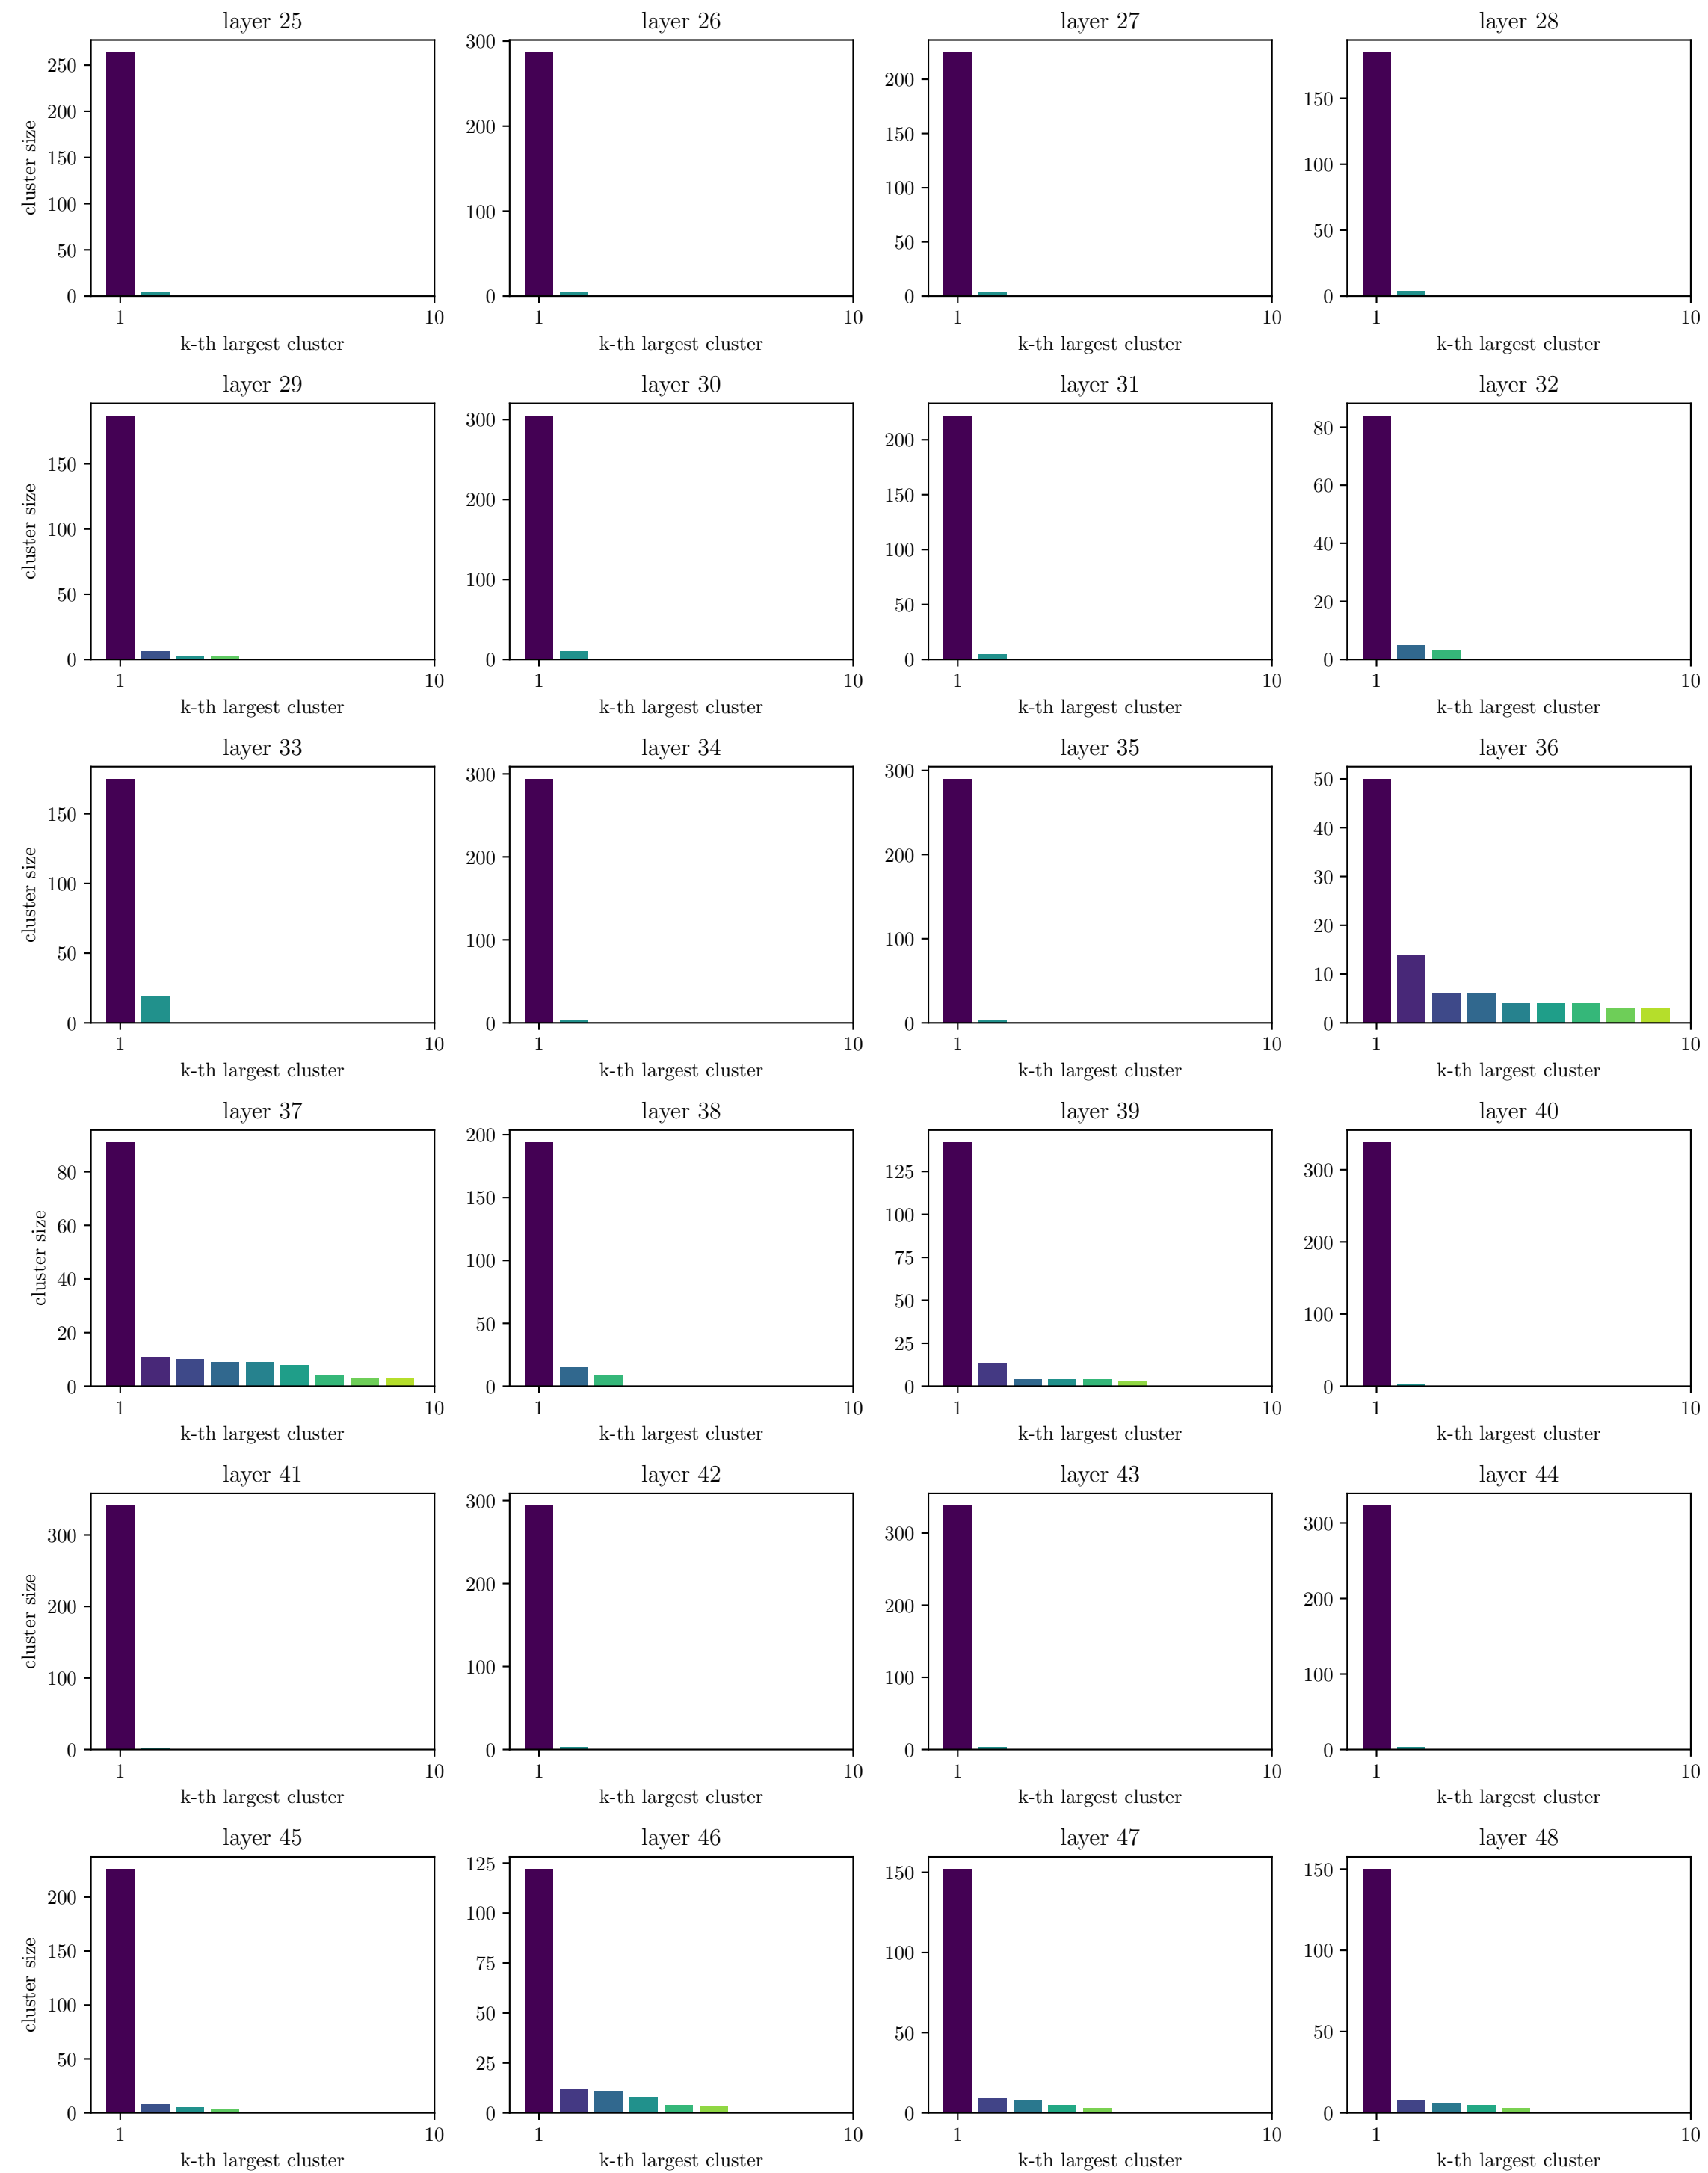 layer 25
250
200
150
100
50
0
cluster size
1
10
k-th largest cluster
layer 26
300
200
100
0
1
10
k-th largest cluster
layer 27
200
150
100
50
0
1
10
k-th largest cluster
layer 28
150
100
50
0
1
10
k-th largest cluster
layer 29
150
100
50
0
cluster size
1
10
k-th largest cluster
layer 30
300
200
100
0
1
10
k-th largest cluster
layer 31
200
150
100
50
0
1
10
k-th largest cluster
layer 32
80
60
40
20
0
1
10
k-th largest cluster
layer 33
150
100
50
0
cluster size
1
10
k-th largest cluster
layer 34
300
200
100
0
1
10
k-th largest cluster
layer 35
300
200
100
0
1
10
k-th largest cluster
layer 36
50
40
30
20
10
0
1
10
k-th largest cluster
layer 37
80
60
40
20
0
cluster size
1
10
k-th largest cluster
layer 38
200
150
100
50
0
1
10
k-th largest cluster
layer 39
125
100
75
50
25
0
1
10
k-th largest cluster
layer 40
300
200
100
0
1
10
k-th largest cluster
layer 41
300
200
100
0
cluster size
1
10
k-th largest cluster
layer 42
300
200
100
0
1
10
k-th largest cluster
layer 43
300
200
100
0
1
10
k-th largest cluster
layer 44
300
200
100
0
1
10
k-th largest cluster
layer 45
200
150
100
50
0
cluster size
1
10
k-th largest cluster
layer 46
125
100
75
50
25
0
1
10
k-th largest cluster
layer 47
150
100
50
0
1
10
k-th largest cluster
layer 48
150
100
50
0
1
10
k-th largest cluster